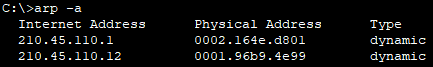 C:\>arp -a
Internet Address Physical Address Type
210.45.110.1 0002.164e.d801 dynamic
210.45.110.12 0001.96b9.4e99 dynamic